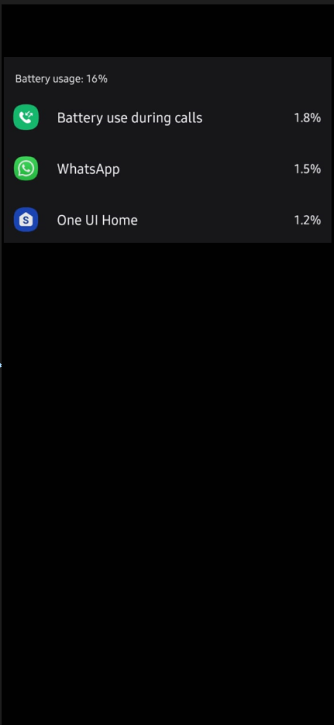 Battery usage: 16%
Battery use during calls 1.8%
WhatsApp 1.5%
One UI Home 1.2%